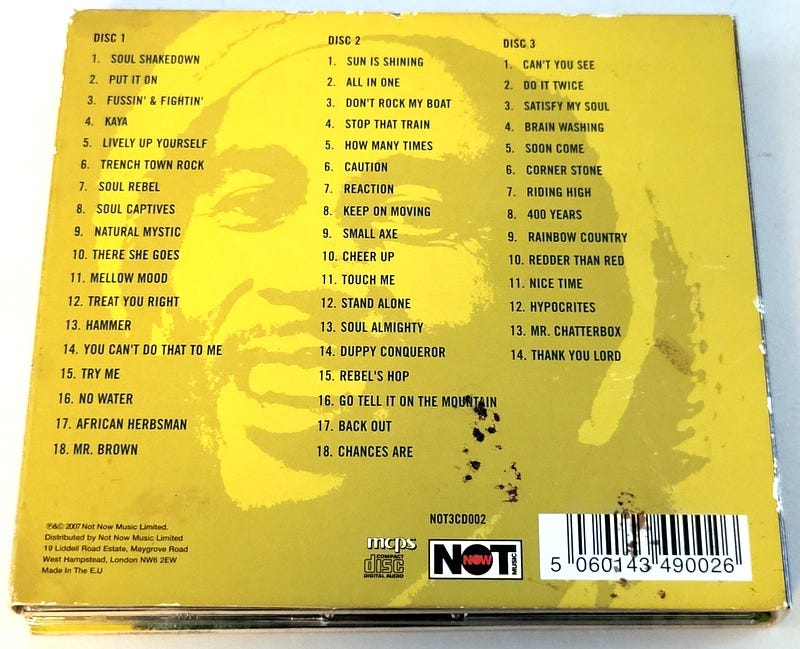 DISC 1
1. SOUL SHAKEDOWN
2. PUT IT ON
3. FUSSIN' & FIGHTIN'
4. KAYA
5. LIVELY UP YOURSELF
6. TRENCH TOWN ROCK
7. SOUL REBEL
8. SOUL CAPTIVES
9. NATURAL MYSTIC
10. THERE SHE GOES
11. MELLOW MOOD
12. TREAT YOU RIGHT
13. HAMMER
14. YOU CAN'T DO THAT TO ME
15. TRY ME
16. NO WATER
17. AFRICAN HERBSMAN
18. MR. BROWN
DISC 2
1. SUN IS SHINING
2. ALL IN ONE
3. DON'T ROCK MY BOAT
4. STOP THAT TRAIN
5. HOW MANY TIMES
6. CAUTION
7. REACTION
8. KEEP ON MOVING
9. SMALL AXE
10. CHEER UP
11. TOUCH ME
12. STAND ALONE
13. SOUL ALMIGHTY
14. DUPPY CONQUEROR
15. REBEL'S HOP
16. GO TELL IT ON THE MOUNTAIN
17. BACK OUT
18. CHANCES ARE
DISC 3
1. CAN'T YOU SEE
2. DO IT TWICE
3. SATISFY MY SOUL
4. BRAIN WASHING
5. SOON COME
6. CORNER STONE
7. RIDING HIGH
8. 400 YEARS
9. RAINBOW COUNTRY
10. REDDER THAN RED
11. NICE TIME
12. HYPOCRITES
13. MR. CHATTERBOX
14. THANK YOU LORD
℗&© 2007 Not Now Music Limited.
Distributed by Not Now Music Limited
19 Liddell Road Estate, Maygrove Road
West Hampstead, London NW6 2EW
Made In The E.U
NOT3CD002
mcps
COMPACT
disc
DIGITAL AUDIO
NOT NOW MUSIC
5 060143 490026